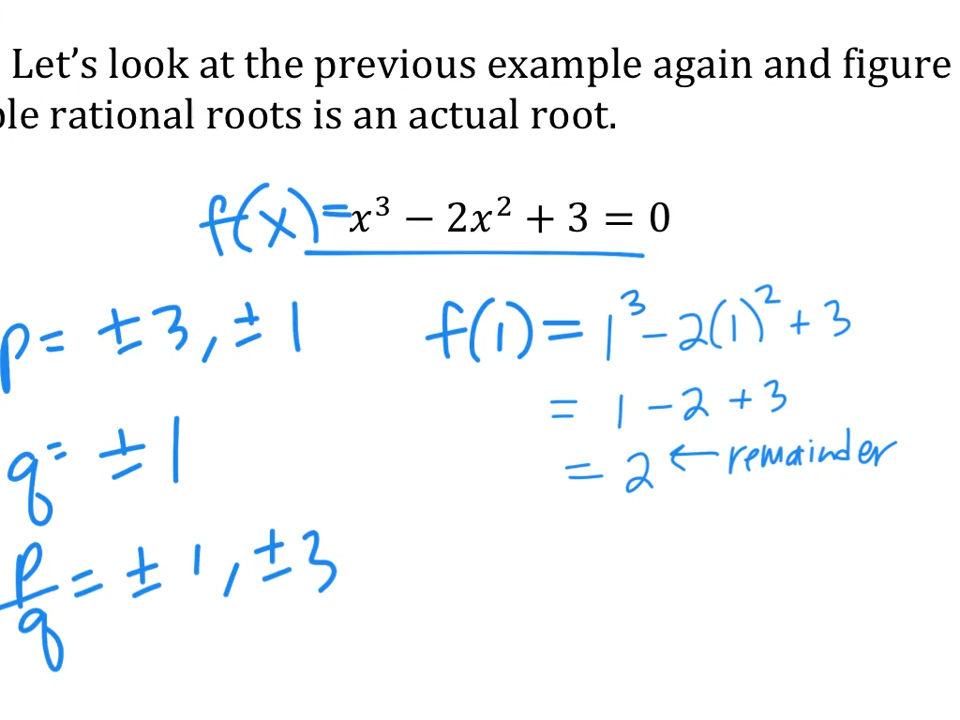 Let's look at the previous example again and figure
ble rational roots is an actual root.
f(x)=x³ − 2x² + 3 = 0
p= ±3, ±1
f(1) = 1³ - 2(1)² + 3
= 1 - 2 + 3
q= ±1
= 2 ← remainder
p/q = ±1, ±3